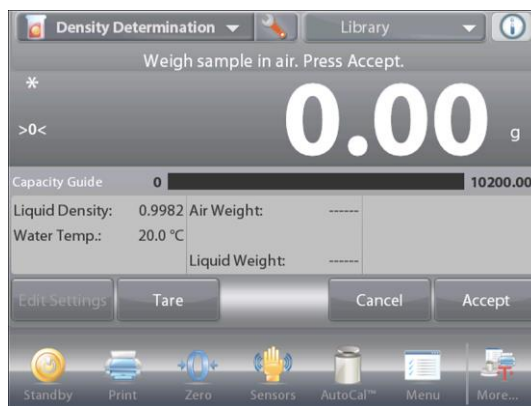 Density Determination Library
Weigh sample in air. Press Accept.
*
>0< 0.00 g
Capacity Guide 0 10200.00
Liquid Density: 0.9982 Air Weight: ------
Water Temp.: 20.0 °C
Liquid Weight: ------
Edit Settings Tare Cancel Accept
Standby Print Zero Sensors AutoCal™ Menu More...